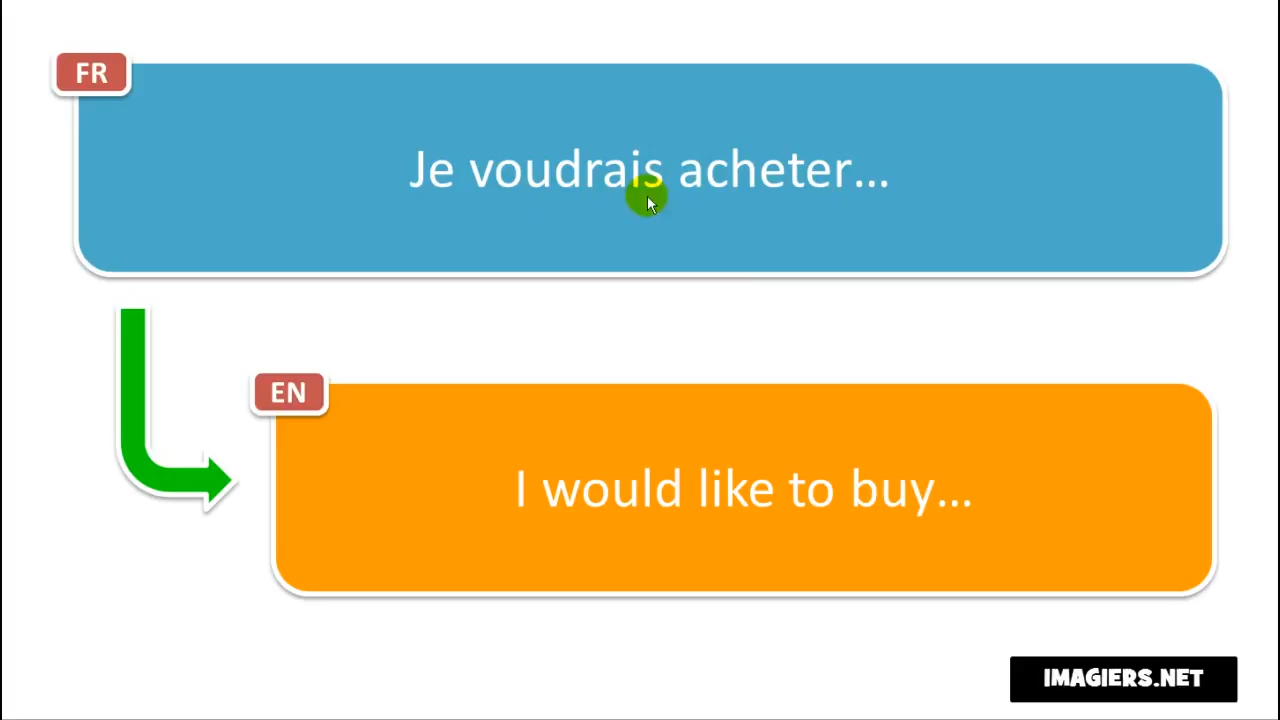 FR
Je voudrais acheter...
EN
I would like to buy...
IMAGIERS.NET